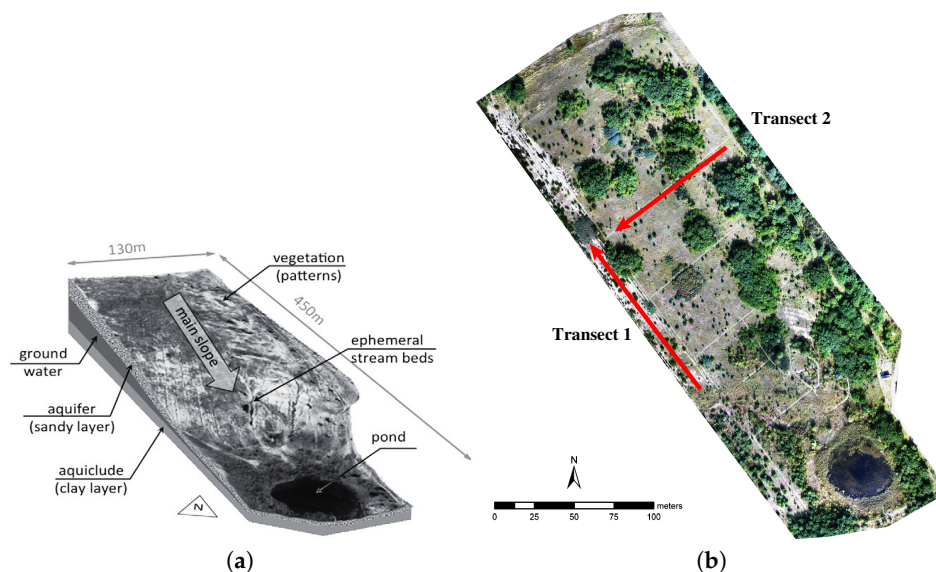 130m
vegetation
(patterns)
450m
main slope
ephemeral
stream beds
ground
water
aquifer
(sandy layer)
pond
aquiclude
(clay layer)
N
(a)
Transect 2
Transect 1
N
meters
0 25 50 75 100
(b)